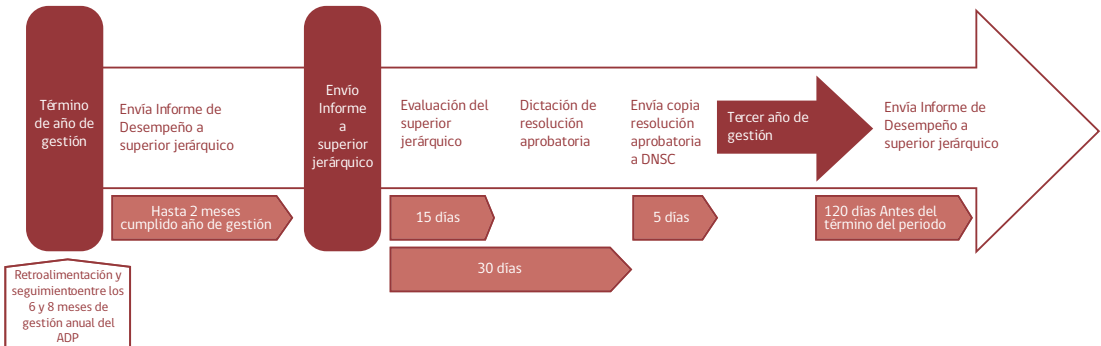 Término
de año de
gestión
Envía Informe de
Desempeño a
superior jerárquico
Envío
Informe
a
superior
jerárquico
Evaluación del
superior
jerárquico
Dictación de
resolución
aprobatoria
Envía copia
resolución
aprobatoria
a DNSC
Tercer año de
gestión
Envía Informe de
Desempeño a
superior jerárquico
Hasta 2 meses
cumplido año de gestión
15 días
5 días
120 días Antes del
término del periodo
30 días
Retroalimentación y
seguimientoentre los
6 y 8 meses de
gestión anual del
ADP